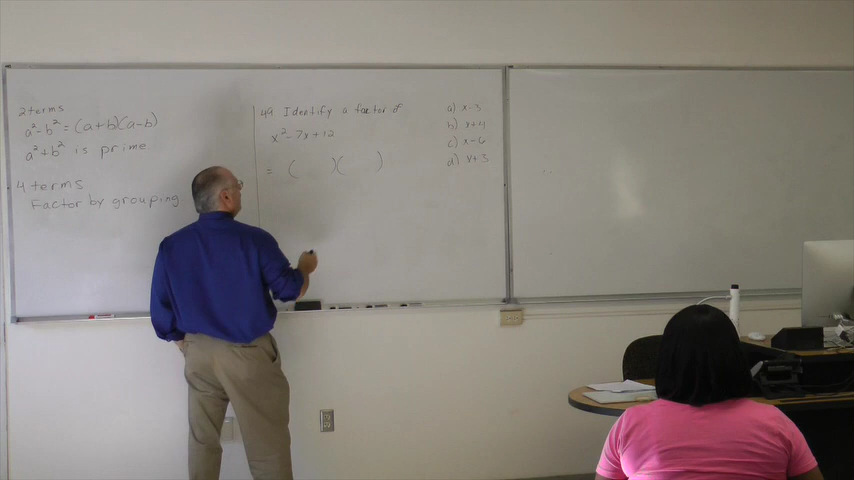 2 terms
a²-b² = (a+b)(a-b)
a²+b² is prime
4 terms
Factor by grouping
49 Identify a factor of
x²-7x+12
= (    )(    )
a) x-3
b) x+4
c) x-6
d) x+3